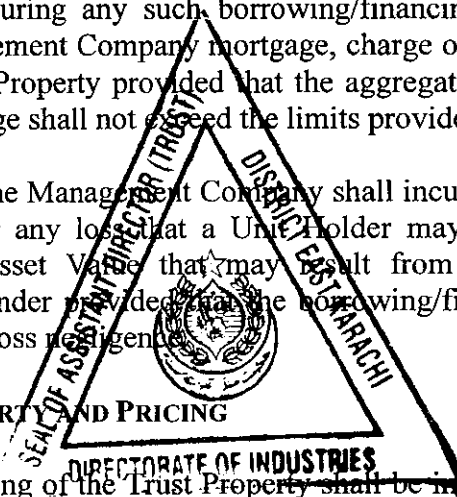 uring any such borrowing/financin
ement Company mortgage, charge o
Property provided that the aggregat
ge shall not exceed the limits provide
he Management Company shall incu
r any loss that a Unit Holder may
sset Value that may result from
nder provided that the borrowing/fi
oss negligence
RTY AND PRICING
ng of the Trust Property shall be in
SEAL OF ASSISTANT DIRECTOR (TRUST)
DISTRICT EAST KARACHI
DIRECTORATE OF INDUSTRIES